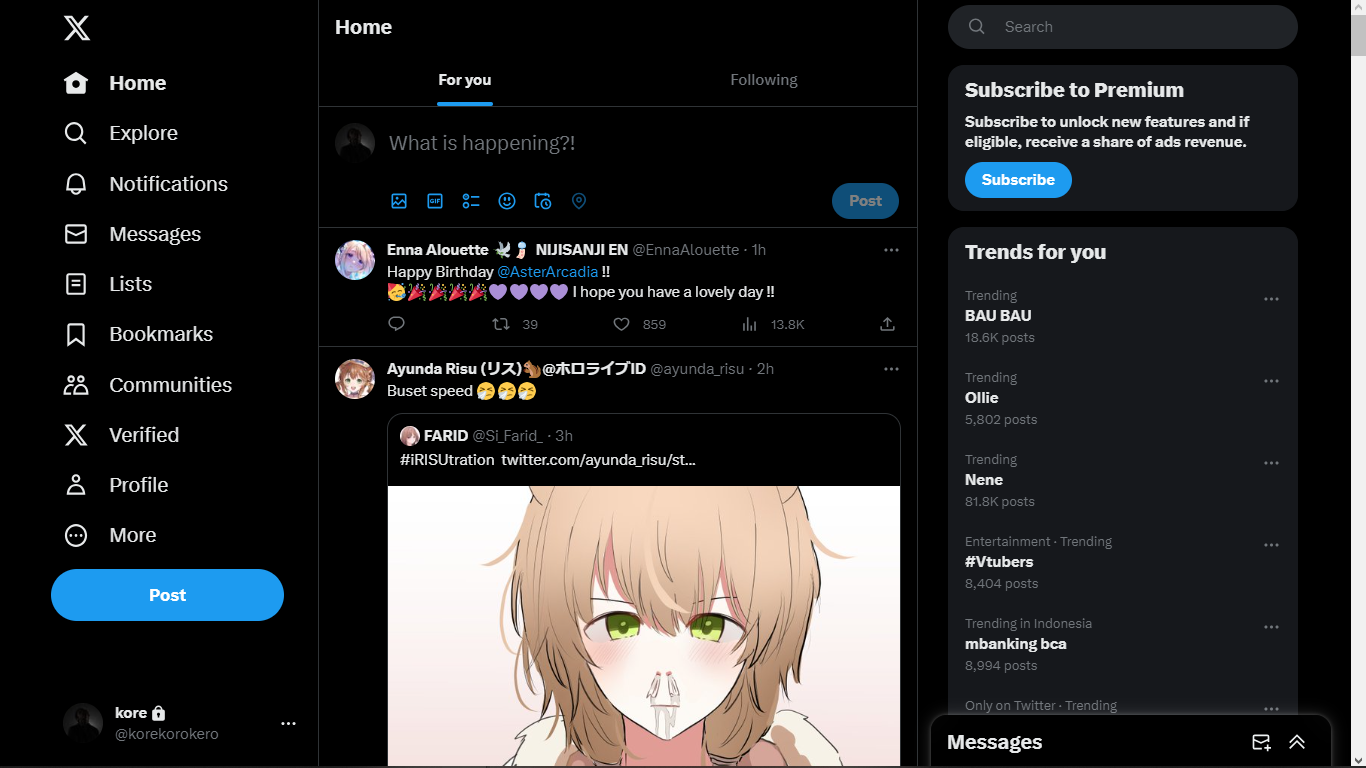 Home
Explore
Notifications
Messages
Lists
Bookmarks
Communities
Verified
Profile
More
Post
kore
@korekorokero
Home
For you
Following
What is happening?!
GIF
Post
Enna Alouette 🕊️🎐 NIJISANJI EN @EnnaAlouette · 1h
Happy Birthday @AsterArcadia !!
🥳🎉🎉🎉🎉💜💜💜💜 I hope you have a lovely day !!
39
859
13.8K
Ayunda Risu (リス)🐿️@ホロライブID @ayunda_risu · 2h
Buset speed 🤧🤧🤧
FARID @Si_Farid_ · 3h
#iRISUtration twitter.com/ayunda_risu/st…
Search
Subscribe to Premium
Subscribe to unlock new features and if
eligible, receive a share of ads revenue.
Subscribe
Trends for you
Trending
BAU BAU
18.6K posts
Trending
Ollie
5,802 posts
Trending
Nene
81.8K posts
Entertainment · Trending
#Vtubers
8,404 posts
Trending in Indonesia
mbanking bca
8,994 posts
Only on Twitter · Trending
Messages